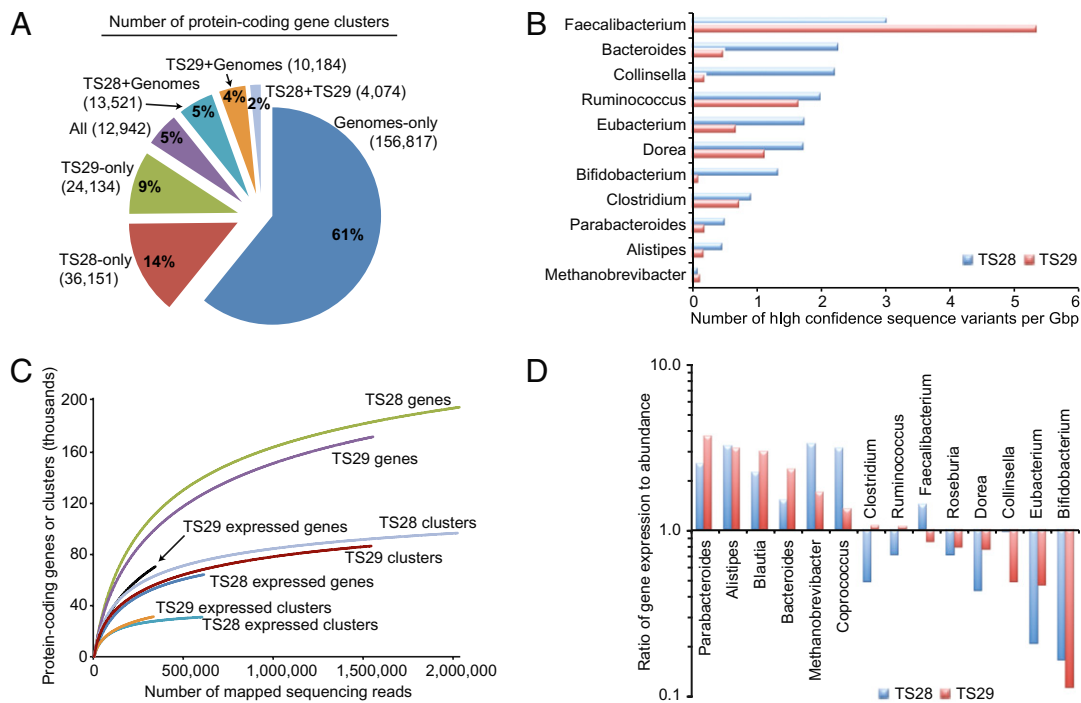 A
Number of protein-coding gene clusters
TS29+Genomes (10,184)
TS28+Genomes
(13,521)
TS28+TS29 (4,074)
Genomes-only
(156,817)
All (12,942)
TS29-only
(24,134)
TS28-only
(36,151)
4%
2%
5%
5%
9%
14%
61%
B
Faecalibacterium
Bacteroides
Collinsella
Ruminococcus
Eubacterium
Dorea
Bifidobacterium
Clostridium
Parabacteroides
Alistipes
Methanobrevibacter
TS28 TS29
0 1 2 3 4 5 6
Number of hIgh confidence sequence variants per Gbp
C
Protein-coding genes or clusters (thousands)
200
160
120
80
40
0
TS28 genes
TS29 genes
TS29 expressed genes
TS28 clusters
TS29 clusters
TS28 expressed genes
TS29 expressed clusters
TS28 expressed clusters
0 500,000 1,000,000 1,500,000 2,000,000
Number of mapped sequencing reads
D
Ratio of gene expression to abundance
10.0
1.0
0.1
Parabacteroides
Alistipes
Blautia
Bacteroides
Methanobrevibacter
Coprococcus
Clostridium
Ruminococcus
Faecalibacterium
Roseburia
Dorea
Collinsella
Eubacterium
Bifidobacterium
TS28 TS29